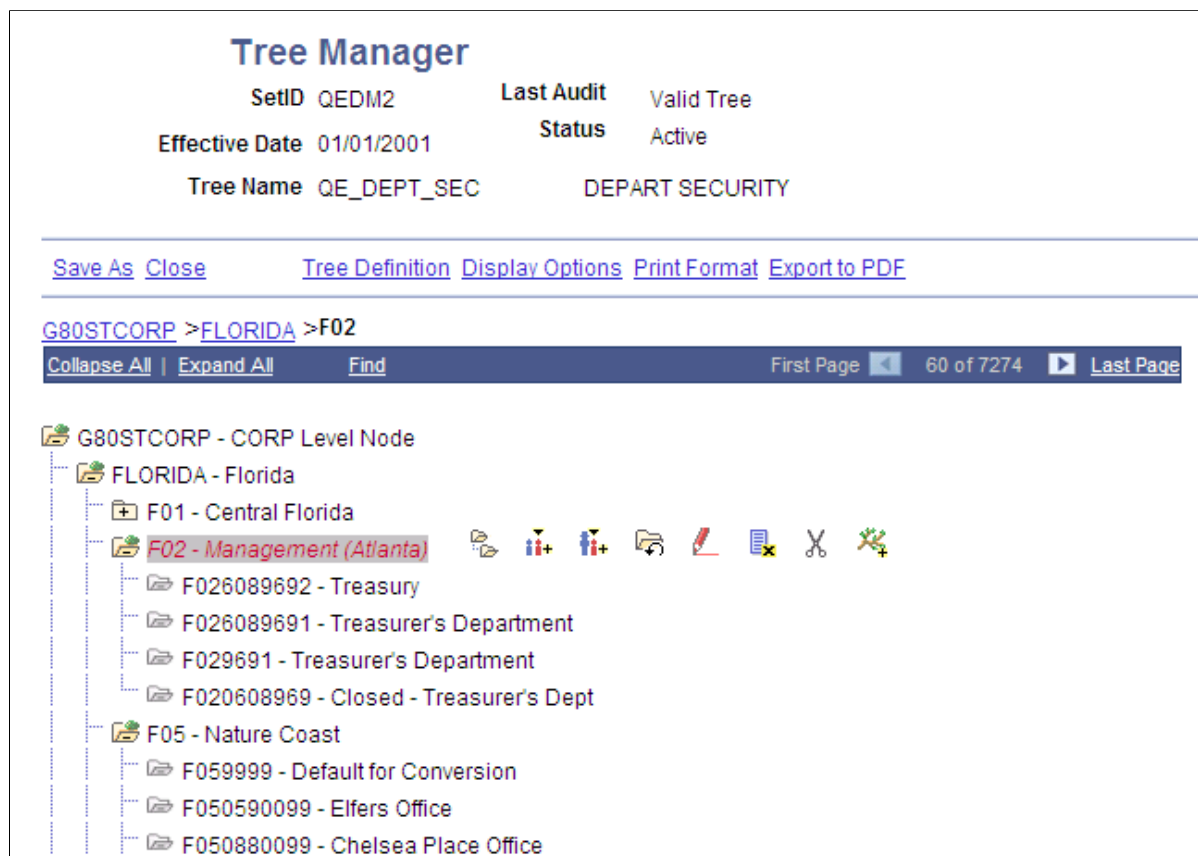 Tree Manager
SetID QEDM2 Last Audit Valid Tree
Effective Date 01/01/2001 Status Active
Tree Name QE_DEPT_SEC DEPART SECURITY
Save As Close Tree Definition Display Options Print Format Export to PDF
G80STCORP >FLORIDA >F02
Collapse All | Expand All Find First Page 60 of 7274 Last Page
G80STCORP - CORP Level Node
FLORIDA - Florida
F01 - Central Florida
F02 - Management (Atlanta)
F026089692 - Treasury
F026089691 - Treasurer's Department
F029691 - Treasurer's Department
F020608969 - Closed - Treasurer's Dept
F05 - Nature Coast
F059999 - Default for Conversion
F050590099 - Elfers Office
F050880099 - Chelsea Place Office